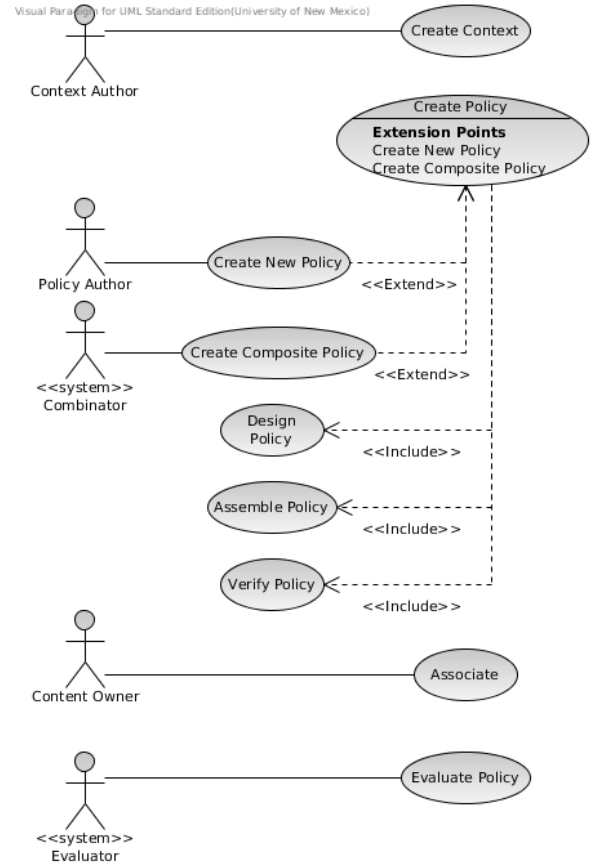 Visual Paradigm for UML Standard Edition(University of New Mexico)
Create Context
Context Author
Create Policy
Extension Points
Create New Policy
Create Composite Policy
Create New Policy
Policy Author
<<Extend>>
Create Composite Policy
<<Extend>>
<<system>>
Combinator
Design
Policy
<<Include>>
Assemble Policy
<<Include>>
Verify Policy
<<Include>>
Associate
Content Owner
Evaluate Policy
<<system>>
Evaluator